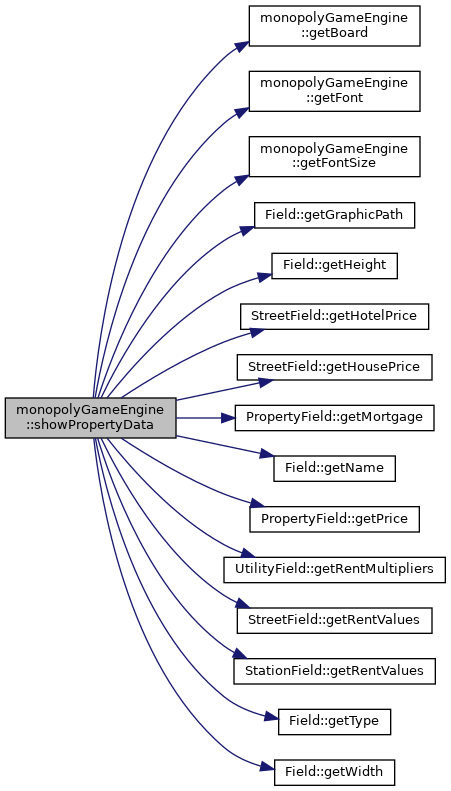 monopolyGameEngine
::getBoard
monopolyGameEngine
::getFont
monopolyGameEngine
::getFontSize
Field::getGraphicPath
Field::getHeight
StreetField::getHotelPrice
StreetField::getHousePrice
monopolyGameEngine
::showPropertyData
PropertyField::getMortgage
Field::getName
PropertyField::getPrice
UtilityField::getRentMultipliers
StreetField::getRentValues
StationField::getRentValues
Field::getType
Field::getWidth